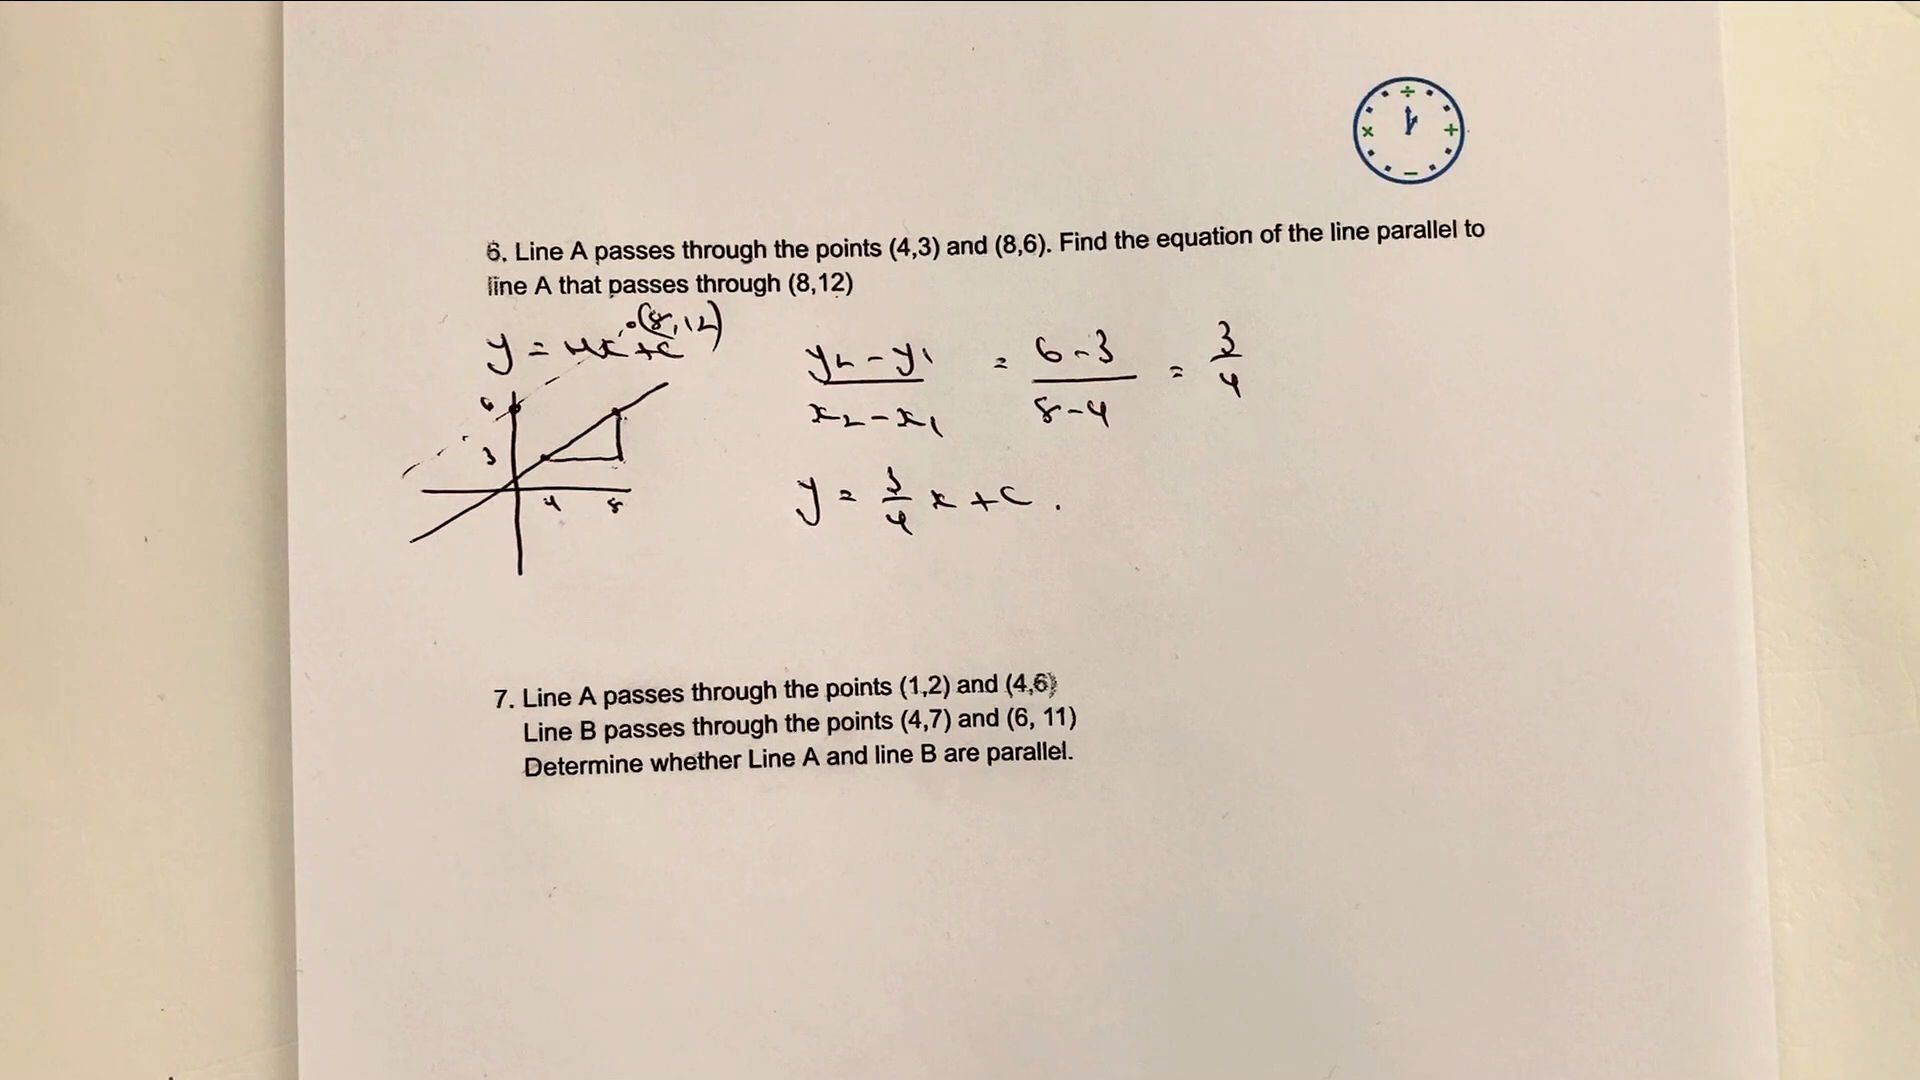 ÷
× +
−
6. Line A passes through the points (4,3) and (8,6). Find the equation of the line parallel to
line A that passes through (8,12)
(8,12)
y = mx + c
y₂ - y₁ / x₂ - x₁ = 6 - 3 / 8 - 4 = 3/4
6
3
4 8
y = 3/4 x + c .
7. Line A passes through the points (1,2) and (4,6)
Line B passes through the points (4,7) and (6, 11)
Determine whether Line A and line B are parallel.